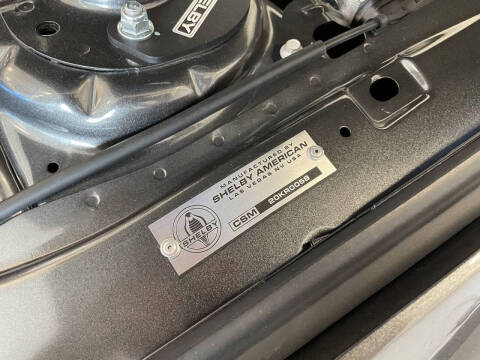 SHELBY
MANUFACTURED BY
SHELBY AMERICAN
LAS VEGAS NV USA
SHELBY
CSM 20KR0059